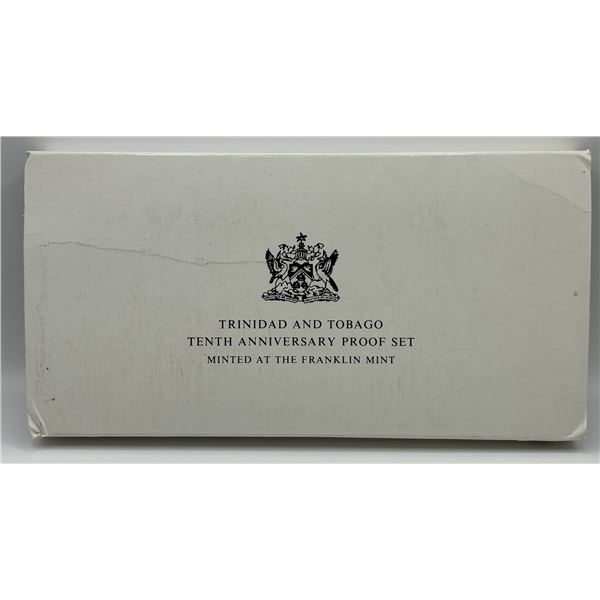 TRINIDAD AND TOBAGO
TENTH ANNIVERSARY PROOF SET
MINTED AT THE FRANKLIN MINT